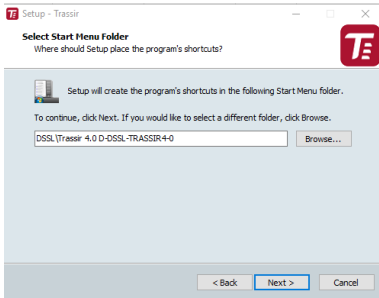 Setup - Trassir
Select Start Menu Folder
Where should Setup place the program's shortcuts?
Setup will create the program's shortcuts in the following Start Menu folder.
To continue, click Next. If you would like to select a different folder, click Browse.
DSSL\Trassir 4.0 D-DSSL-TRASSIR4-0
Browse...
< Back
Next >
Cancel